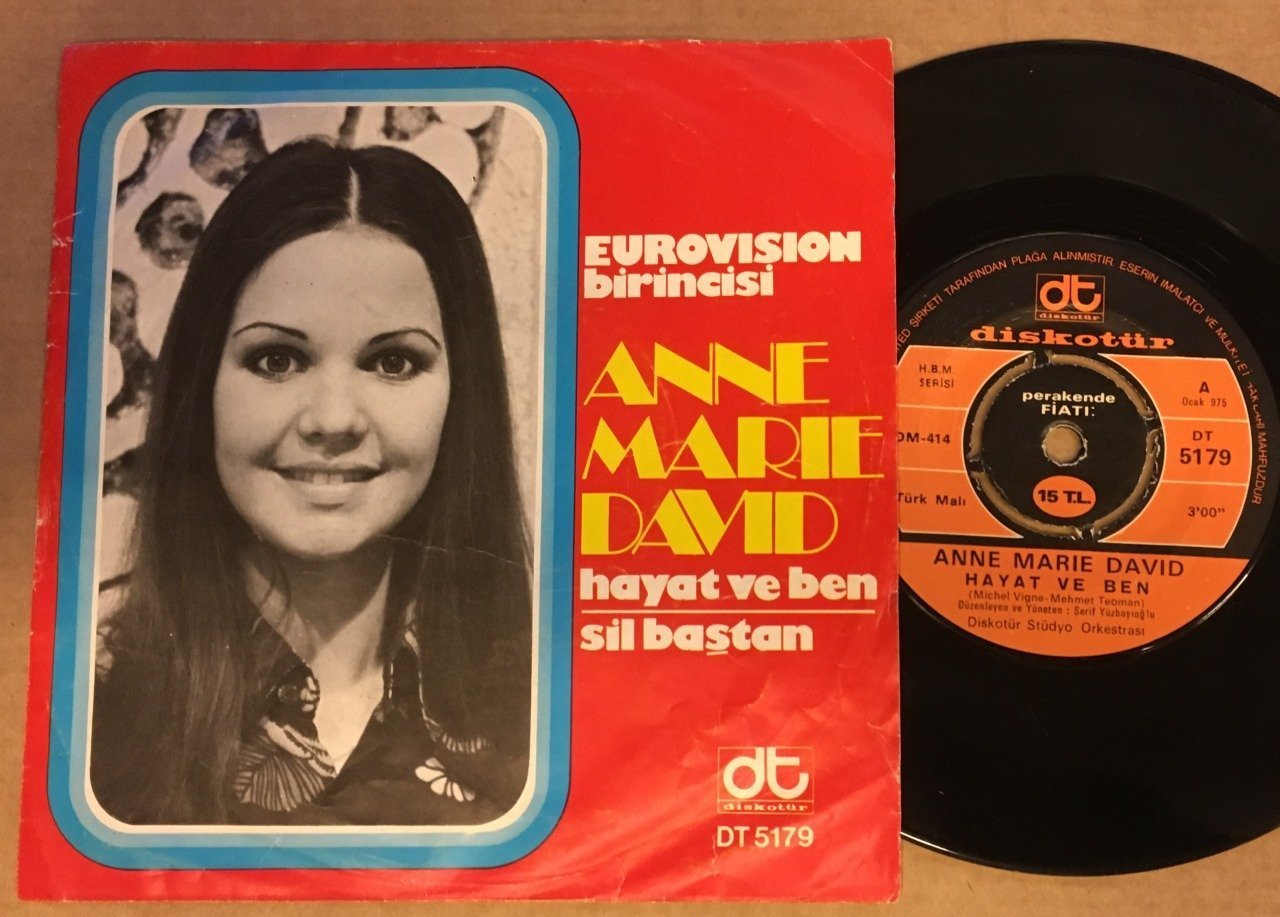 EUROVISION
birincisi
ANNE
MARIE
DAVID
hayat ve ben
sil baştan
dt
diskotür
DT 5179
ŞİRKETİ TARAFINDAN PLAĞA ALINMIŞTIR. ESERİN İMALATÇI VE MÜLKİYET MAHFUZDUR
dt
diskotür
diskotür
H.B.M.
SERİSİ
A
Ocak 975
perakende
FİATI:
DM-414
DT
5179
Türk Malı
15 T.L.
3'00"
ANNE MARIE DAVID
HAYAT VE BEN
(Michel Vigne-Mehmet Teoman)
Düzenleyen ve Yöneten : Şerif Yüzbaşıoğlu
Diskotür Stüdyo Orkestrası